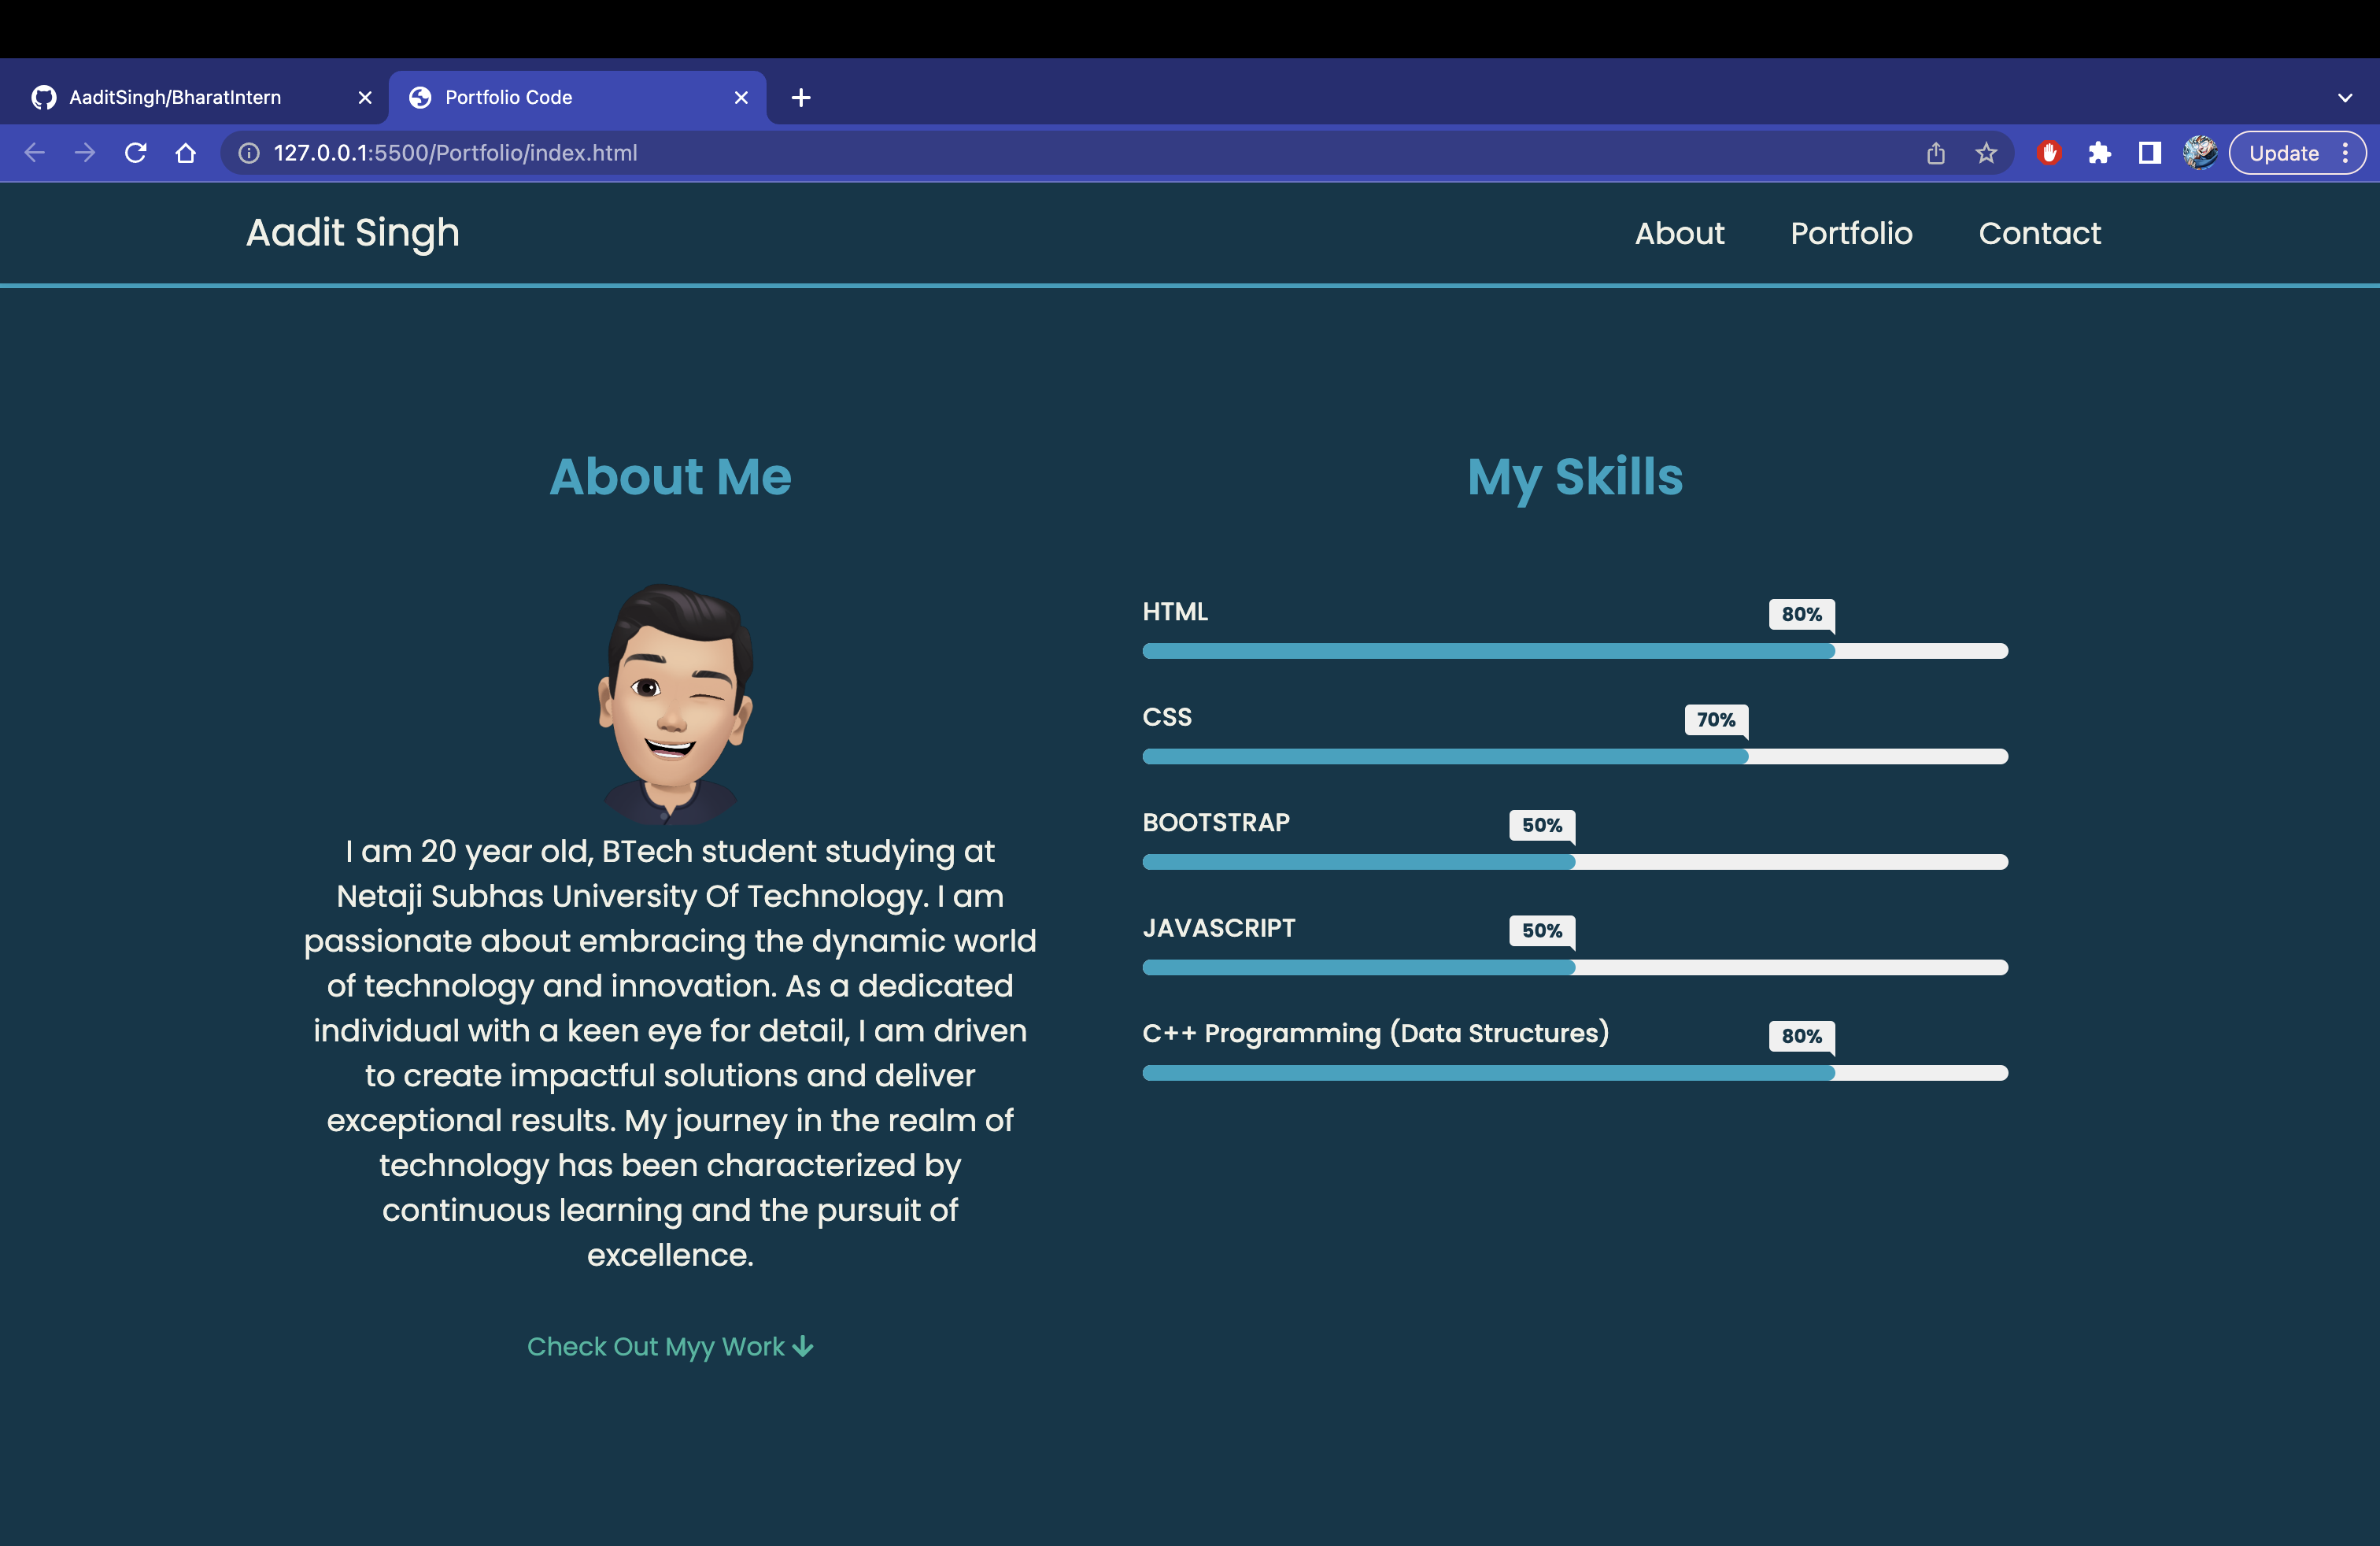 AaditSingh/BharatIntern
Portfolio Code
127.0.0.1:5500/Portfolio/index.html
Update
Aadit Singh
About
Portfolio
Contact
About Me
I am 20 year old, BTech student studying at
Netaji Subhas University Of Technology. I am
passionate about embracing the dynamic world
of technology and innovation. As a dedicated
individual with a keen eye for detail, I am driven
to create impactful solutions and deliver
exceptional results. My journey in the realm of
technology has been characterized by
continuous learning and the pursuit of
excellence.
Check Out Myy Work
My Skills
HTML
80%
CSS
70%
BOOTSTRAP
50%
JAVASCRIPT
50%
C++ Programming (Data Structures)
80%